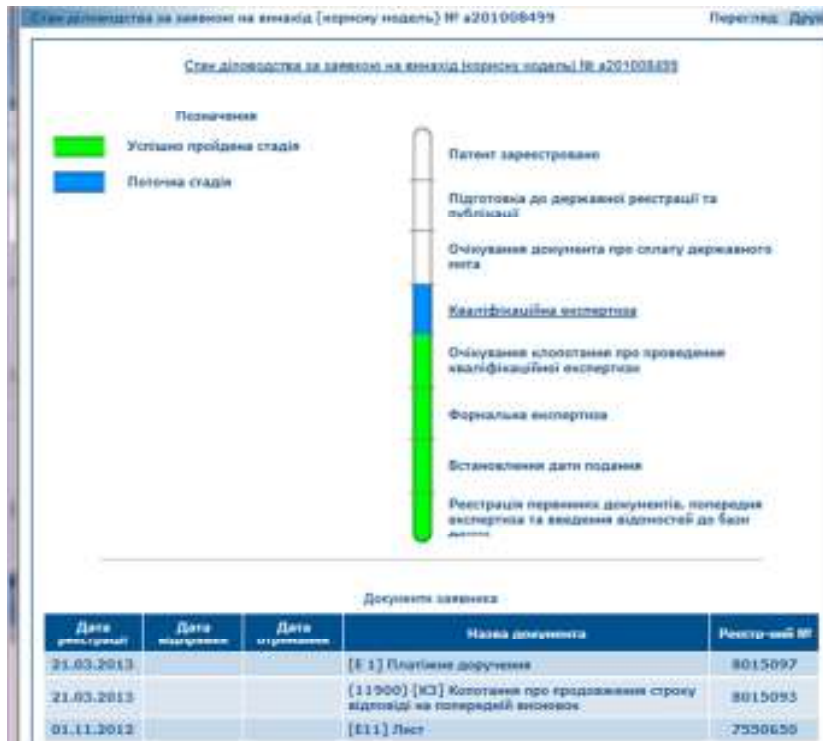 Стан діловодства за заявкою на винахід (корисну модель) № a201008499 Перегляд Друк
Стан діловодства за заявкою на винахід (корисну модель) № a201008499
Позначення
Успішно пройдена стадія
Поточна стадія
Патент зареєстровано
Підготовка до державної реєстрації та
публікації
Очікування документа про сплату державного
мита
Кваліфікаційна експертиза
Очікування клопотання про проведення
кваліфікаційної експертизи
Формальна експертиза
Встановлення дати подання
Реєстрація первинних документів, попередня
експертиза та введення відомостей до бази
даних
Документи заявника
Дата Дата Дата Назва документа Реєстр-ний №
реєстрації відправки отримання
21.03.2013 [Е 1] Платіжне доручення 8015097
21.03.2013 (11900) [К3] Колотання про продовження строку 8015093
відповіді на попередній висновок
01.11.2012 [Е11] Лист 7550650